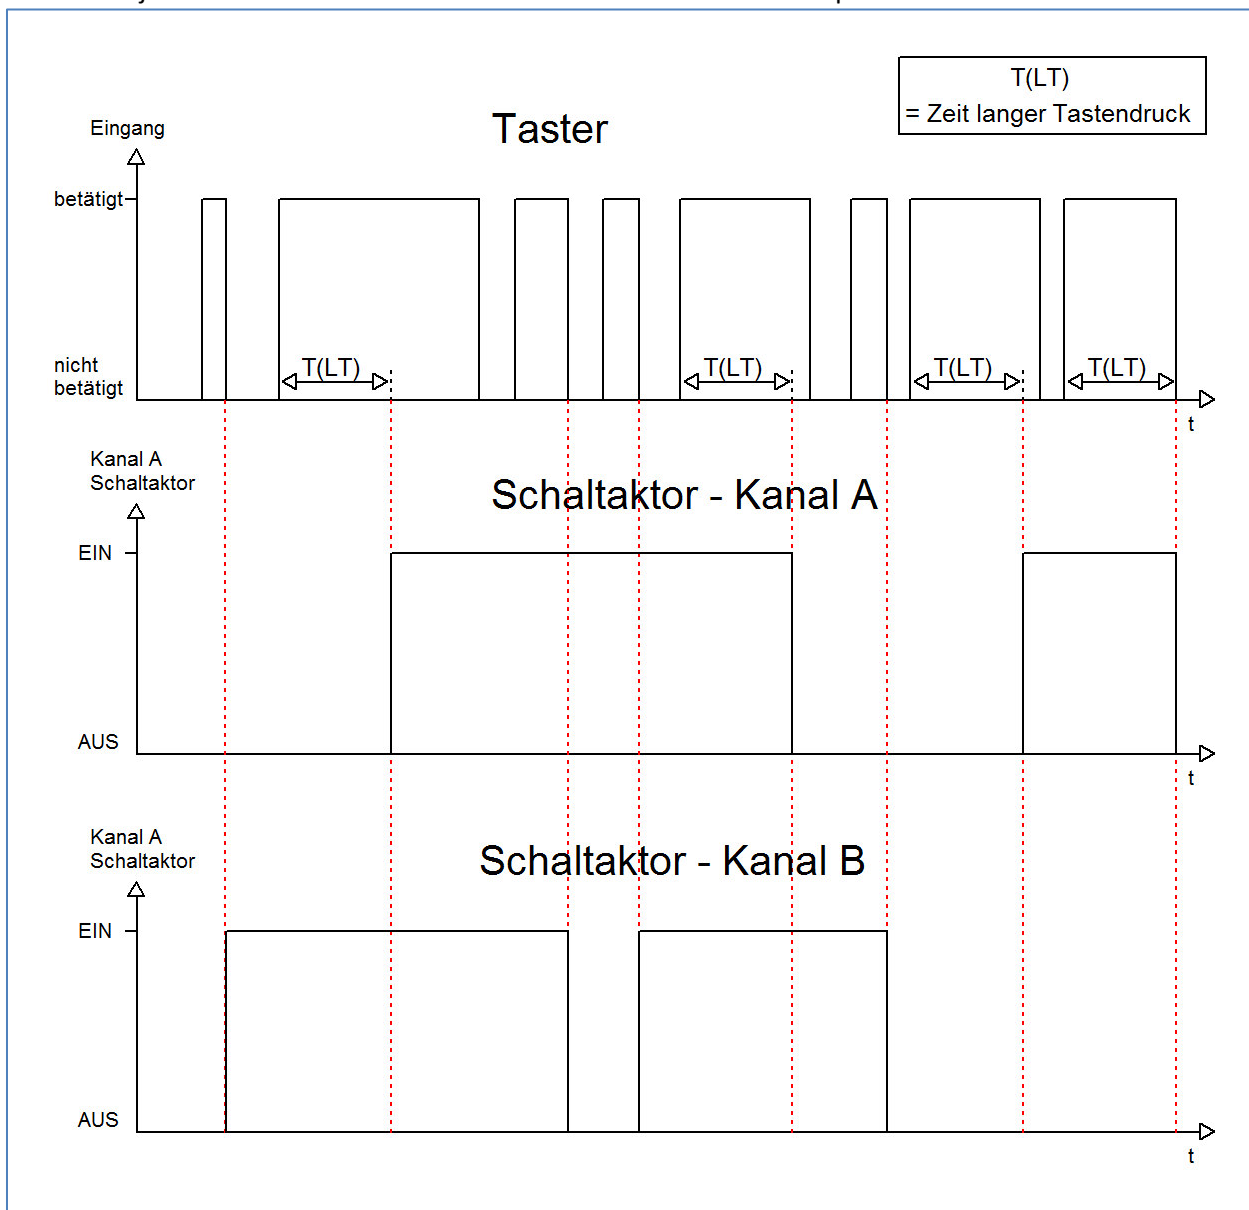 T(LT)
= Zeit langer Tastendruck
Taster
Eingang
betätigt
nicht
betätigt
T(LT)
T(LT)
T(LT)
T(LT)
t
Kanal A
Schaltaktor
Schaltaktor - Kanal A
EIN
AUS
t
Kanal A
Schaltaktor
Schaltaktor - Kanal B
EIN
AUS
t